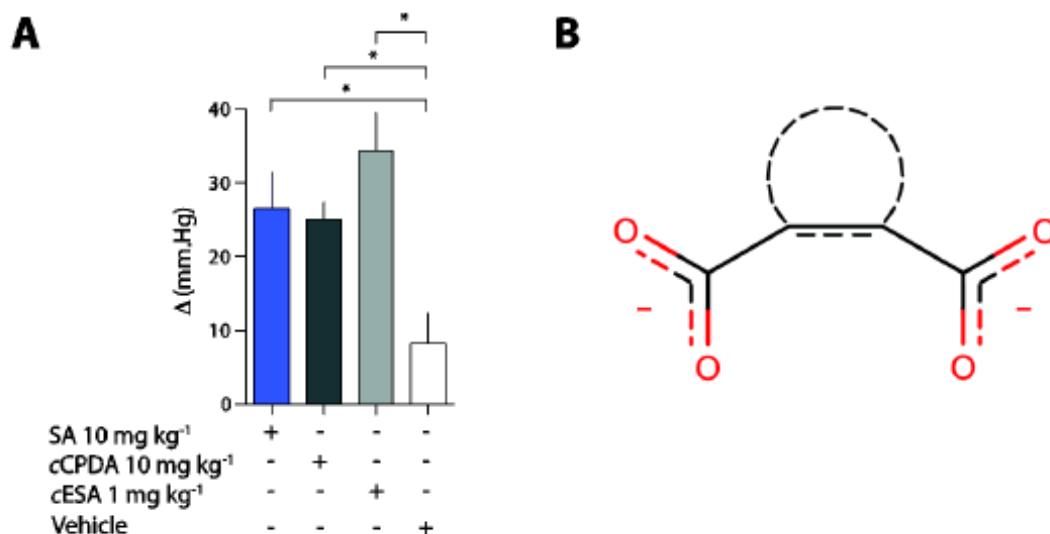 A
B
*
*
*
40
30
20
10
0
Δ (mm.Hg)
SA 10 mg kg⁻¹ + - - -
cCPDA 10 mg kg⁻¹ - + - -
cESA 1 mg kg⁻¹ - - + -
Vehicle - - - +
O O
- -
O O